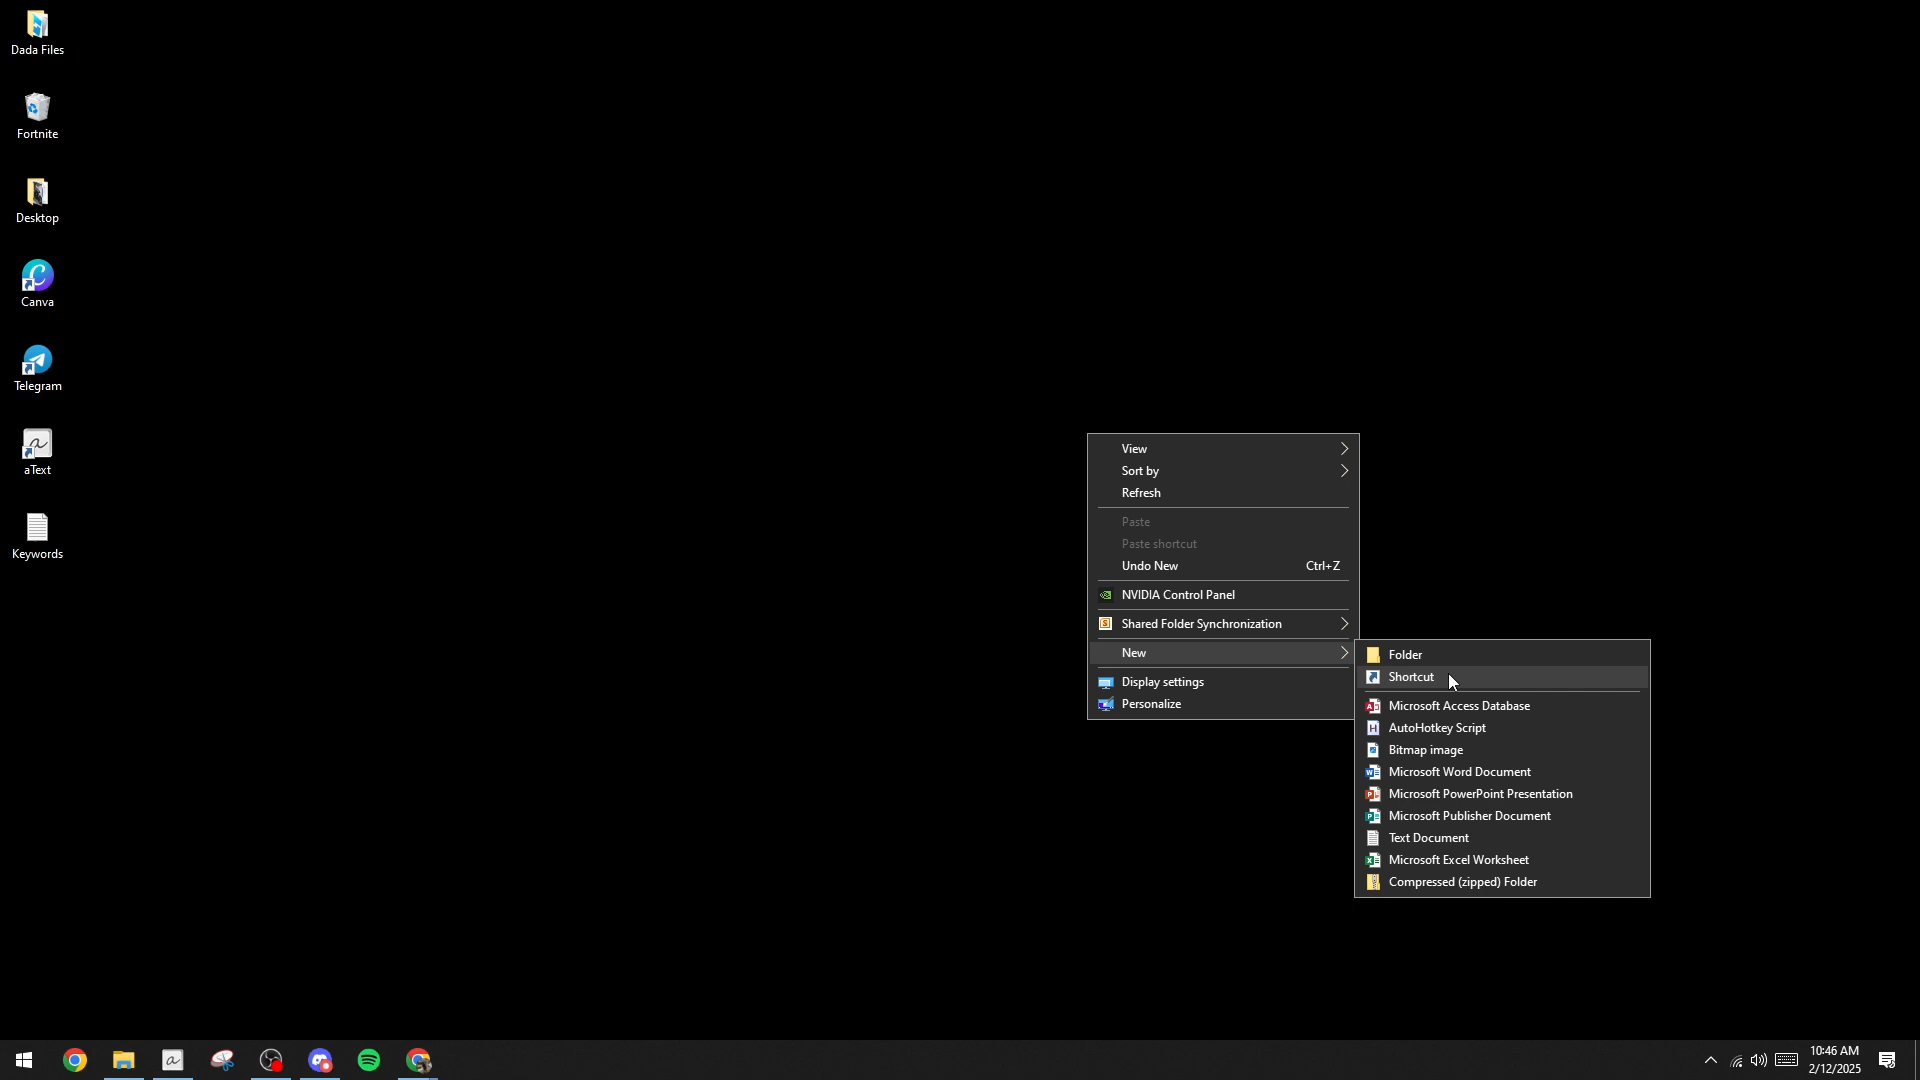 Dada Files
Fortnite
Desktop
Canva
Telegram
aText
Keywords
View
Sort by
Refresh
Paste
Paste shortcut
Undo New Ctrl+Z
NVIDIA Control Panel
Shared Folder Synchronization
New
Display settings
Personalize
Folder
Shortcut
Microsoft Access Database
AutoHotkey Script
Bitmap image
Microsoft Word Document
Microsoft PowerPoint Presentation
Microsoft Publisher Document
Text Document
Microsoft Excel Worksheet
Compressed (zipped) Folder
10:46 AM
2/12/2025